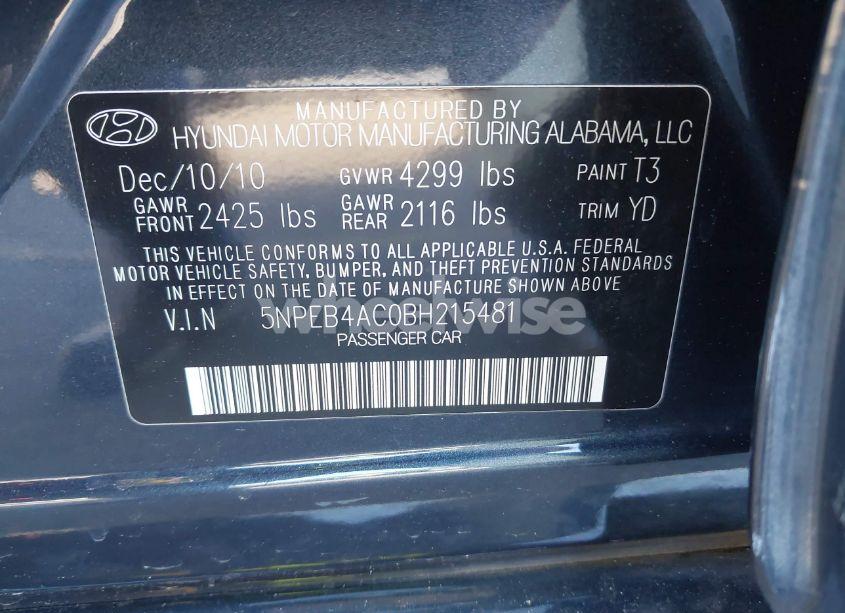 MANUFACTURED BY
HYUNDAI MOTOR MANUFACTURING ALABAMA, LLC
Dec/10/10 GVWR 4299 lbs PAINT T3
GAWR FRONT 2425 lbs GAWR REAR 2116 lbs TRIM YD
THIS VEHICLE CONFORMS TO ALL APPLICABLE U.S.A. FEDERAL
MOTOR VEHICLE SAFETY, BUMPER, AND THEFT PREVENTION STANDARDS
IN EFFECT ON THE DATE OF MANUFACTURE SHOWN ABOVE
V.I.N 5NPEB4AC0BH215481
PASSENGER CAR
wheelwise